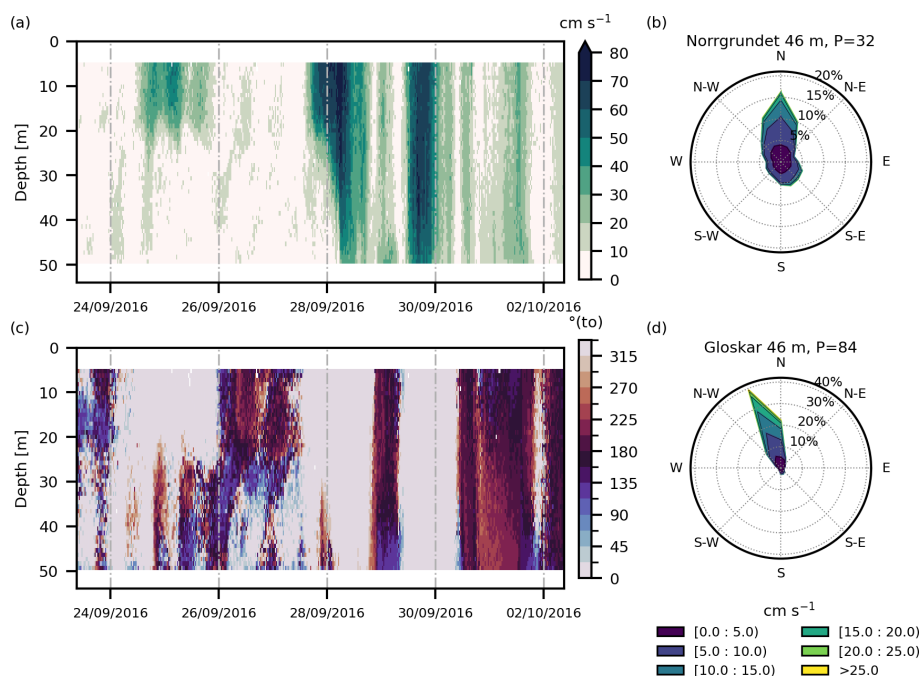 (a)
cm s⁻¹
0
10
20
30
40
50
Depth [m]
24/09/2016 26/09/2016 28/09/2016 30/09/2016 02/10/2016
80
70
60
50
40
30
20
10
0
(b)
Norrgrundet 46 m, P=32
N
N-E
E
S-E
S
S-W
W
N-W
20%
15%
10%
5%
(c)
°(to)
0
10
20
30
40
50
Depth [m]
24/09/2016 26/09/2016 28/09/2016 30/09/2016 02/10/2016
315
270
225
180
135
90
45
0
(d)
Gloskar 46 m, P=84
N
N-E
E
S-E
S
S-W
W
N-W
40%
30%
20%
10%
cm s⁻¹
[0.0 : 5.0) [15.0 : 20.0)
[5.0 : 10.0) [20.0 : 25.0)
[10.0 : 15.0) >25.0